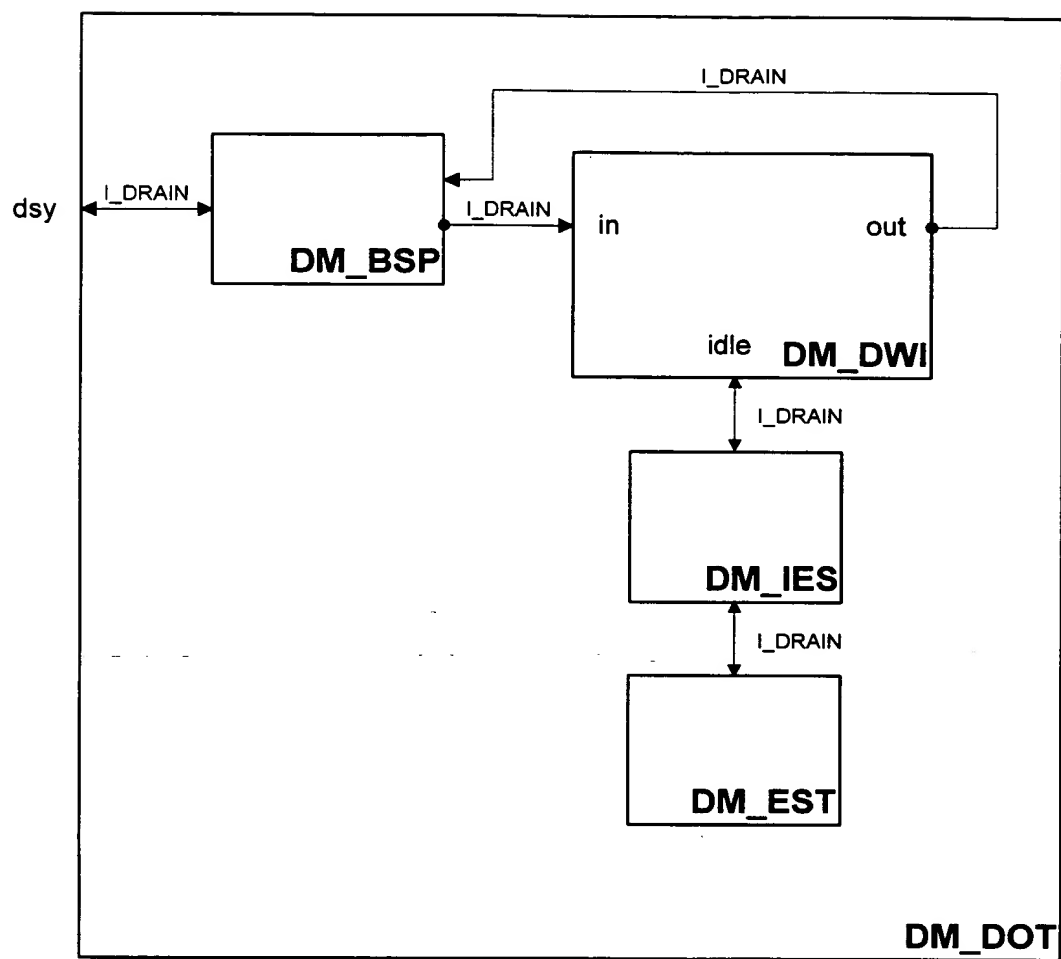 I_DRAIN
dsy
I_DRAIN
I_DRAIN
in
out
DM_BSP
idle
DM_DWI
I_DRAIN
DM_IES
I_DRAIN
DM_EST
DM_DOT